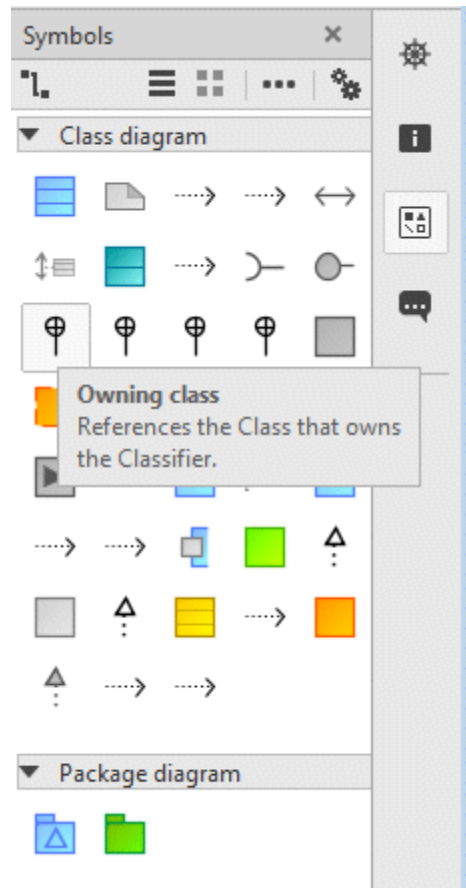 Symbols
Class diagram
Owning class
References the Class that owns
the Classifier.
Package diagram